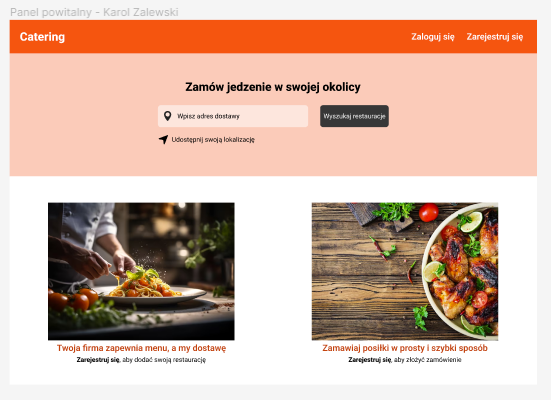 Panel powitalny - Karol Zalewski
Catering
Zaloguj się
Zarejestruj się
Zamów jedzenie w swojej okolicy
Wpisz adres dostawy
Wyszukaj restauracje
Udostępnij swoją lokalizację
Twoja firma zapewnia menu, a my dostawę
Zarejestruj się, aby dodać swoją restaurację
Zamawiaj posiłki w prosty i szybki sposób
Zarejestruj się, aby złożyć zamówienie